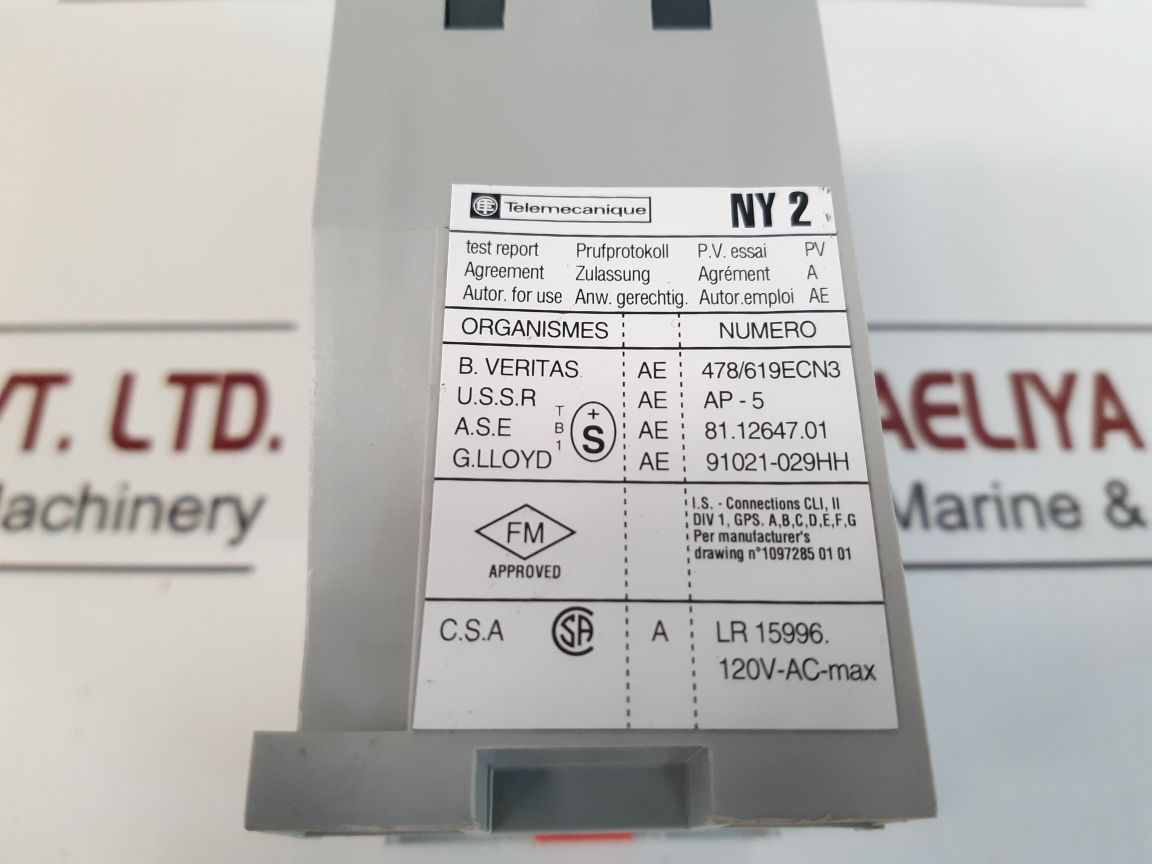 Telemecanique NY 2
test report Prufprotokoll P.V. essai PV
Agreement Zulassung Agrément A
Autor. for use Anw. gerechtig. Autor.emploi AE
ORGANISMES NUMERO
B. VERITAS AE 478/619ECN3
U.S.S.R AE AP - 5
A.S.E TB1 +S AE 81.12647.01
G.LLOYD AE 91021-029HH
FM
APPROVED
I.S. - Connections CLI, II
DIV 1, GPS. A,B,C,D,E,F,G
Per manufacturer's
drawing n°1097285 01 01
C.S.A SA A LR 15996.
120V-AC-max
VT. LTD.
Machinery
AELIYA
Marine &